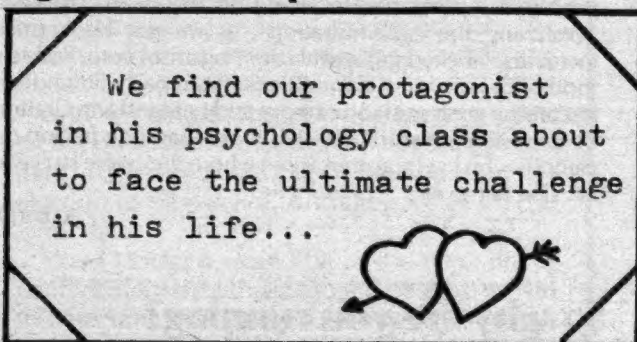 We find our protagonist
in his psychology class about
to face the ultimate challenge
in his life...